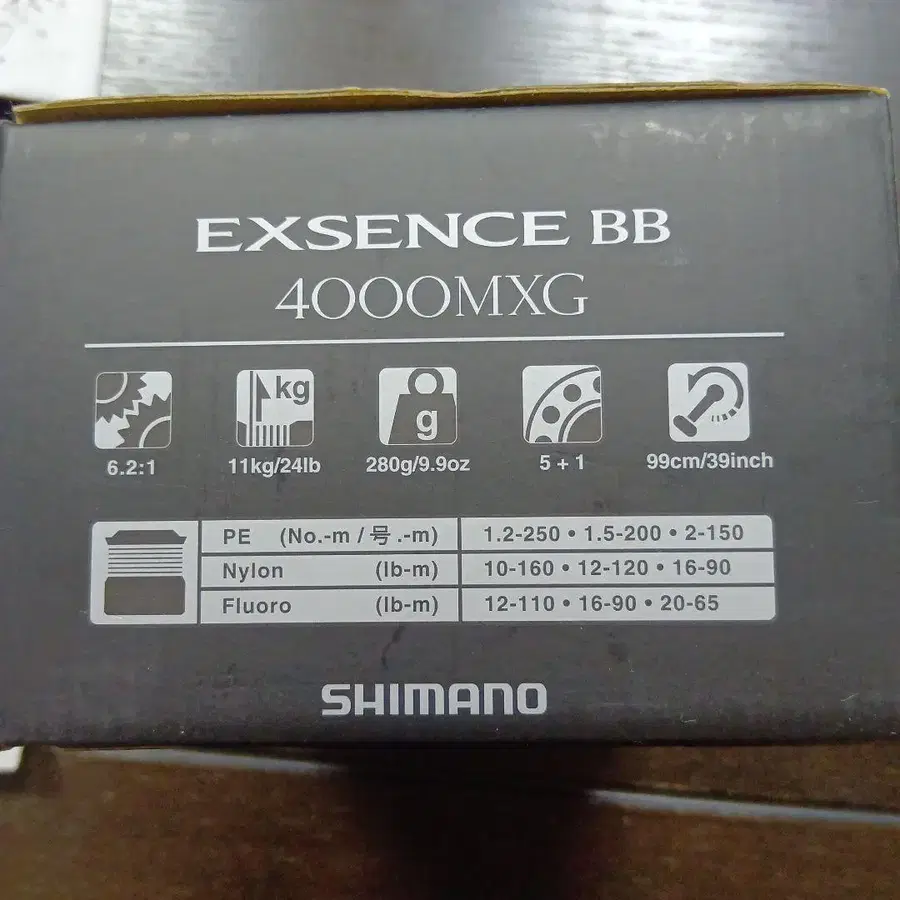 EXSENCE BB
4000MXG
kg
g
6.2:1 11kg/24lb 280g/9.9oz 5 + 1 99cm/39inch
PE (No.-m / 号.-m) 1.2-250 • 1.5-200 • 2-150
Nylon (lb-m) 10-160 • 12-120 • 16-90
Fluoro (lb-m) 12-110 • 16-90 • 20-65
SHIMANO